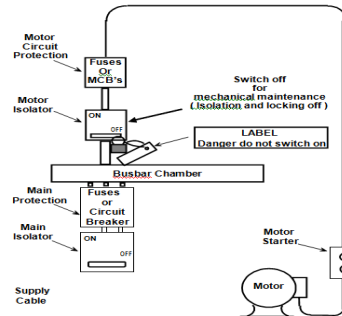 Motor
Circuit
Protection
Fuses
Or
MCB's
Motor
Isolator
ON
OFF
Switch off
for
mechanical maintenance
( Isolation and locking off )
LABEL
Danger do not switch on
Busbar Chamber
Main
Protection
Fuses
or
Circuit
Breaker
Main
Isolator
ON
OFF
Motor
Starter
Supply
Cable
Motor